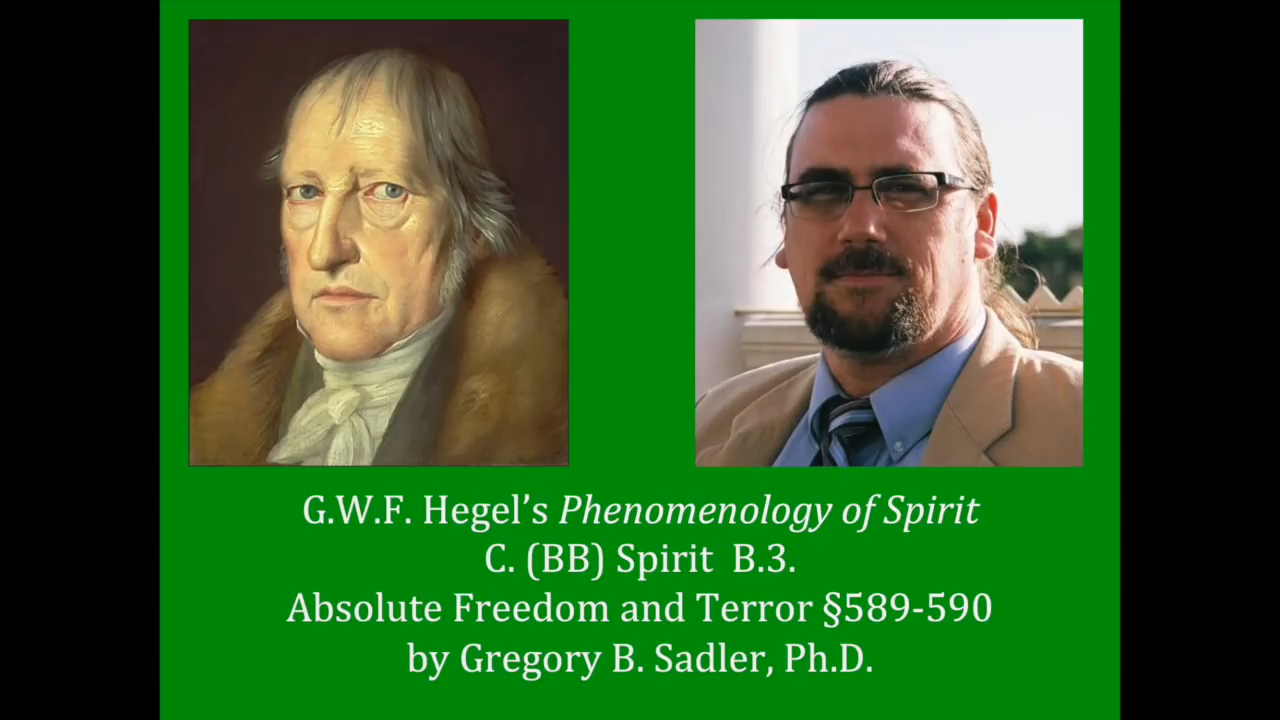 G.W.F. Hegel’s Phenomenology of Spirit
C. (BB) Spirit B.3.
Absolute Freedom and Terror §589-590
by Gregory B. Sadler, Ph.D.